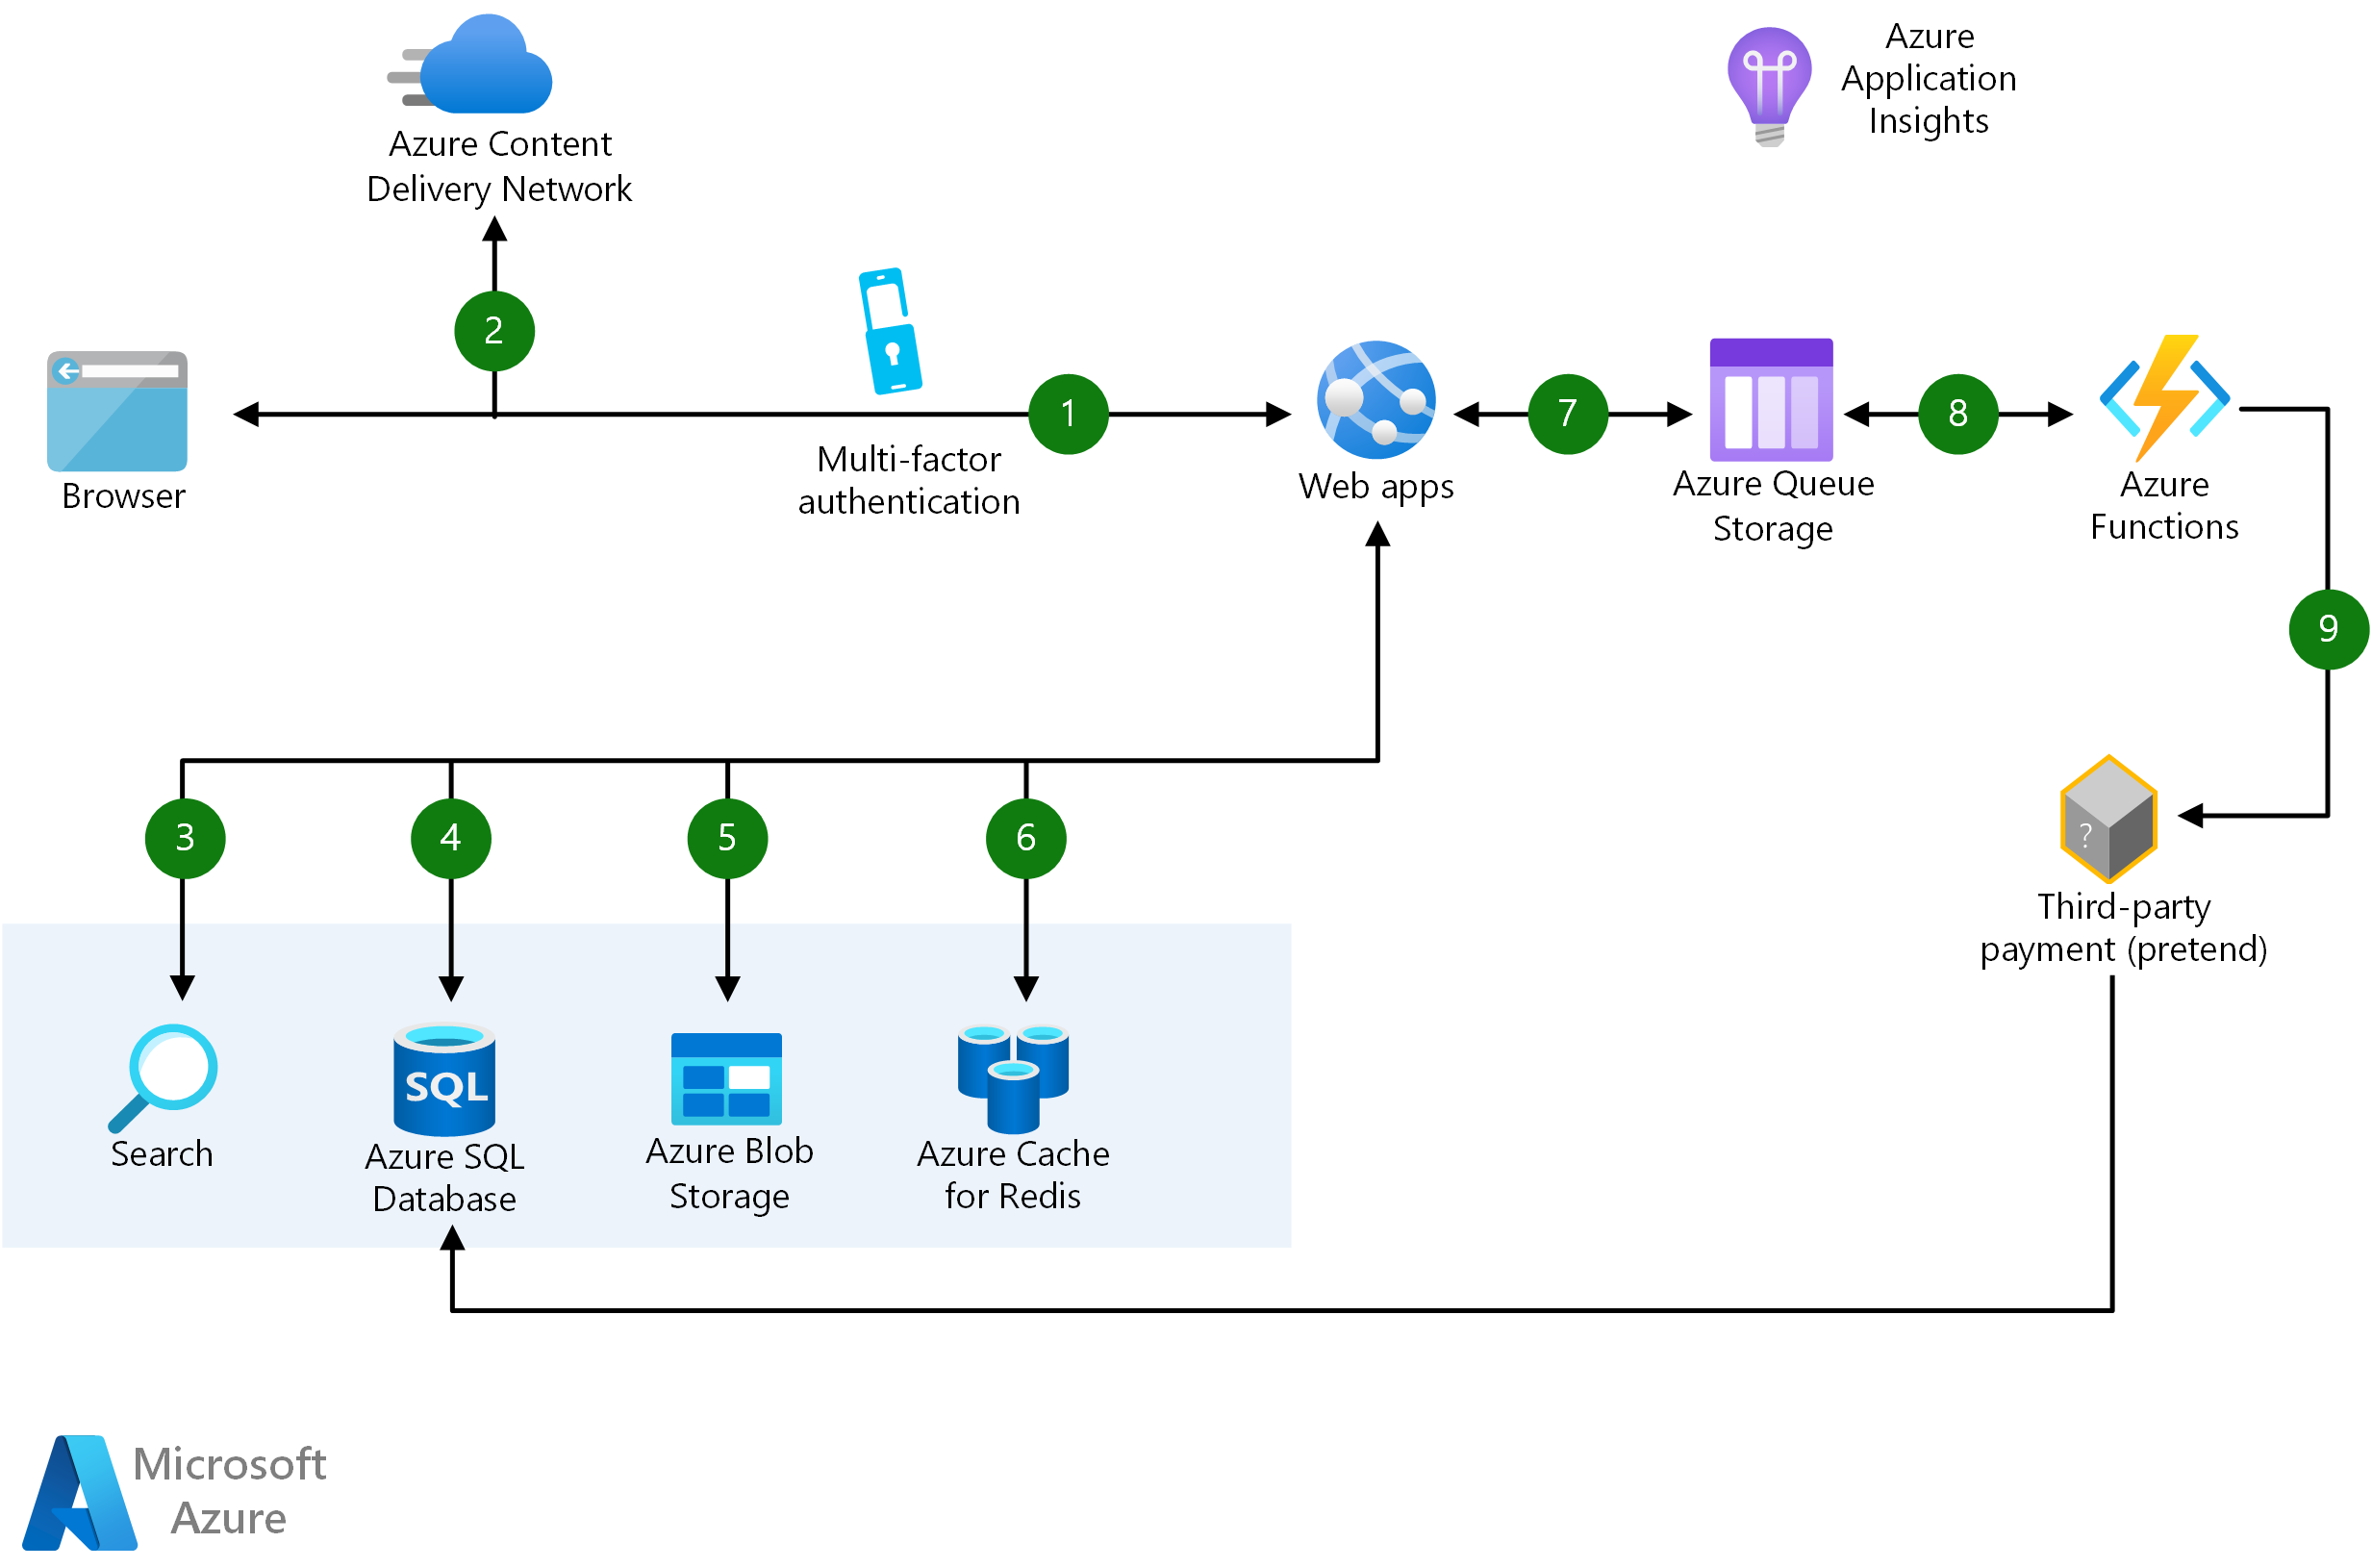 Azure Content
Delivery Network
Azure
Application
Insights
2
Browser
Multi-factor
authentication
1
Web apps
7
Azure Queue
Storage
8
Azure
Functions
9
?
Third-party
payment (pretend)
3
4
5
6
Search
SQL
Azure SQL
Database
Azure Blob
Storage
Azure Cache
for Redis
Microsoft
Azure